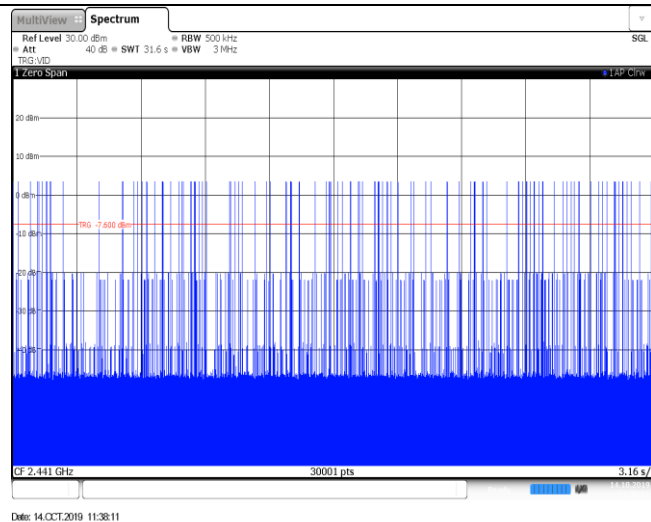 MultiView Spectrum
Ref Level 30.00 dBm RBW 500 kHz SGL
Att 40 dB SWT 31.6 s VBW 3 MHz
TRG:VID
1 Zero Span 1AP Clrw
20 dBm
10 dBm
0 dBm
TRG -7.600 dBm
-10 dBm
-20 dBm
-30 dBm
CF 2.441 GHz 30001 pts 3.16 s/
14.10.2019
Date: 14.OCT.2019 11:38:11